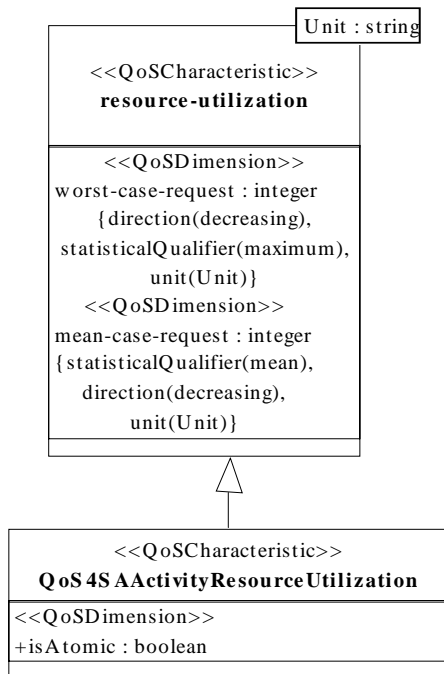 Unit : string
<<QoSCharacteristic>>
resource-utilization
<<QoSDimension>>
worst-case-request : integer
{direction(decreasing),
statisticalQualifier(maximum),
unit(Unit)}
<<QoSDimension>>
mean-case-request : integer
{statisticalQualifier(mean),
direction(decreasing),
unit(Unit)}
<<QoSCharacteristic>>
QoS4SAActivityResourceUtilization
<<QoSDimension>>
+isAtomic : boolean